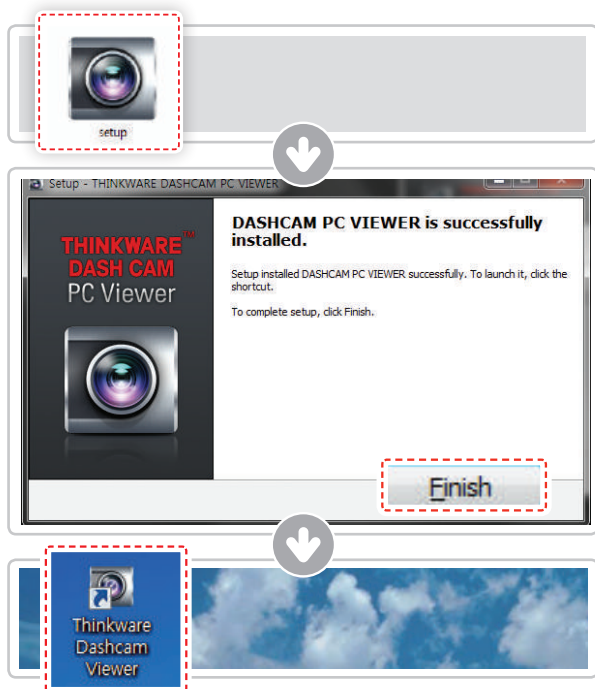 setup
Setup - THINKWARE DASHCAM PC VIEWER
THINKWARE™
DASH CAM
PC Viewer
DASHCAM PC VIEWER is successfully
installed.
Setup installed DASHCAM PC VIEWER successfully. To launch it, click the
shortcut.
To complete setup, click Finish.
Finish
Thinkware
Dashcam
Viewer